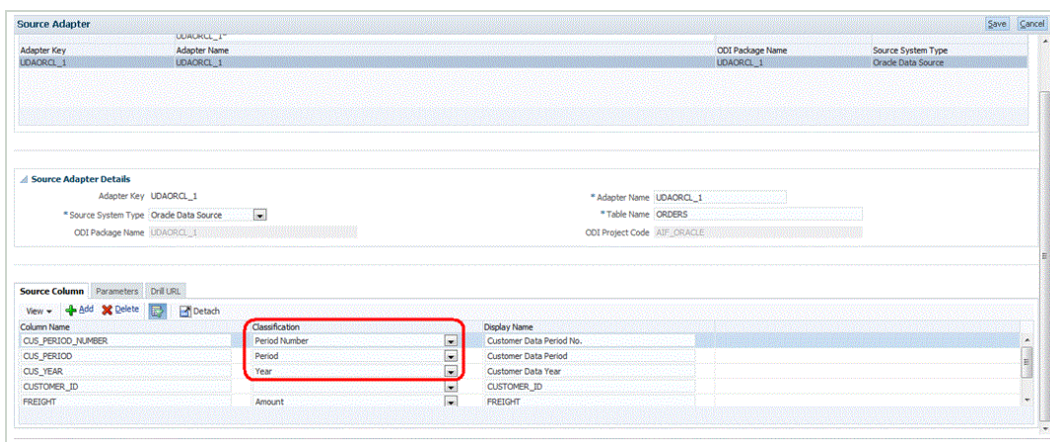 Source Adapter Save Cancel
UDAORCL_1*
Adapter Key Adapter Name ODI Package Name Source System Type
UDAORCL_1 UDAORCL_1 UDAORCL_1 Oracle Data Source
Source Adapter Details
Adapter Key UDAORCL_1 * Adapter Name UDAORCL_1
* Source System Type Oracle Data Source * Table Name ORDERS
ODI Package Name UDAORCL_1 ODI Project Code AIF_ORACLE
Source Column Parameters Drill URL
View Add Delete Detach
Column Name Classification Display Name
CUS_PERIOD_NUMBER Period Number Customer Data Period No.
CUS_PERIOD Period Customer Data Period
CUS_YEAR Year Customer Data Year
CUSTOMER_ID CUSTOMER_ID
FREIGHT Amount FREIGHT